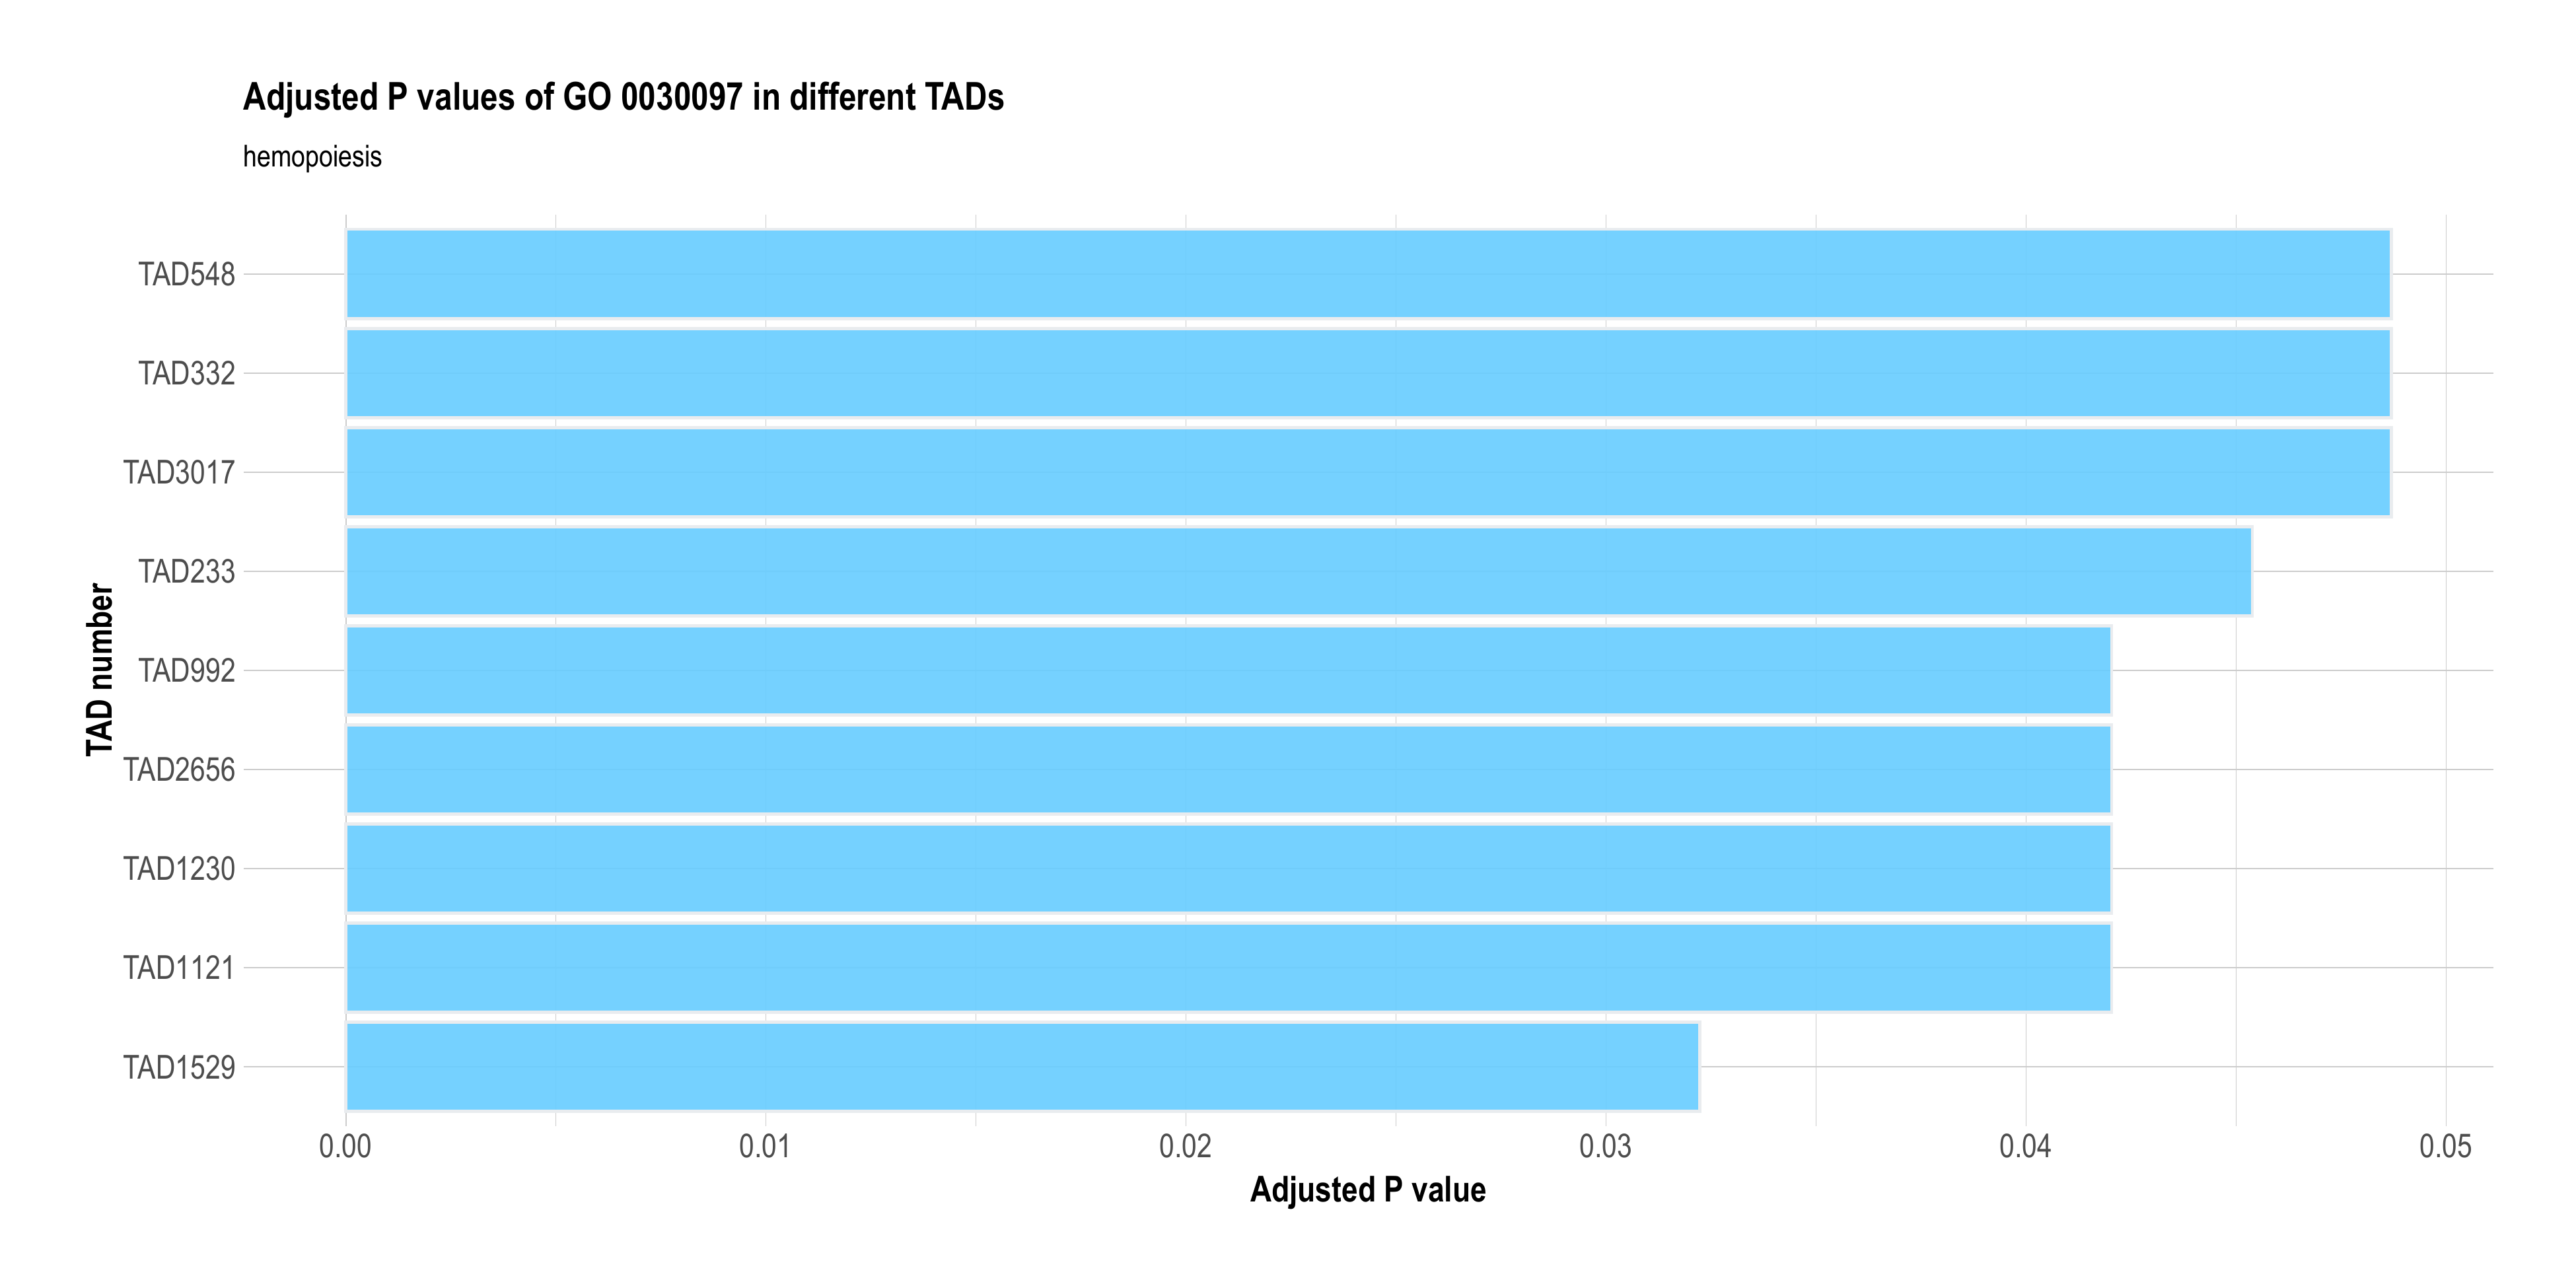 Adjusted P values of GO 0030097 in different TADs
hemopoiesis
TAD number
TAD548
TAD332
TAD3017
TAD233
TAD992
TAD2656
TAD1230
TAD1121
TAD1529
0.00 0.01 0.02 0.03 0.04 0.05
Adjusted P value